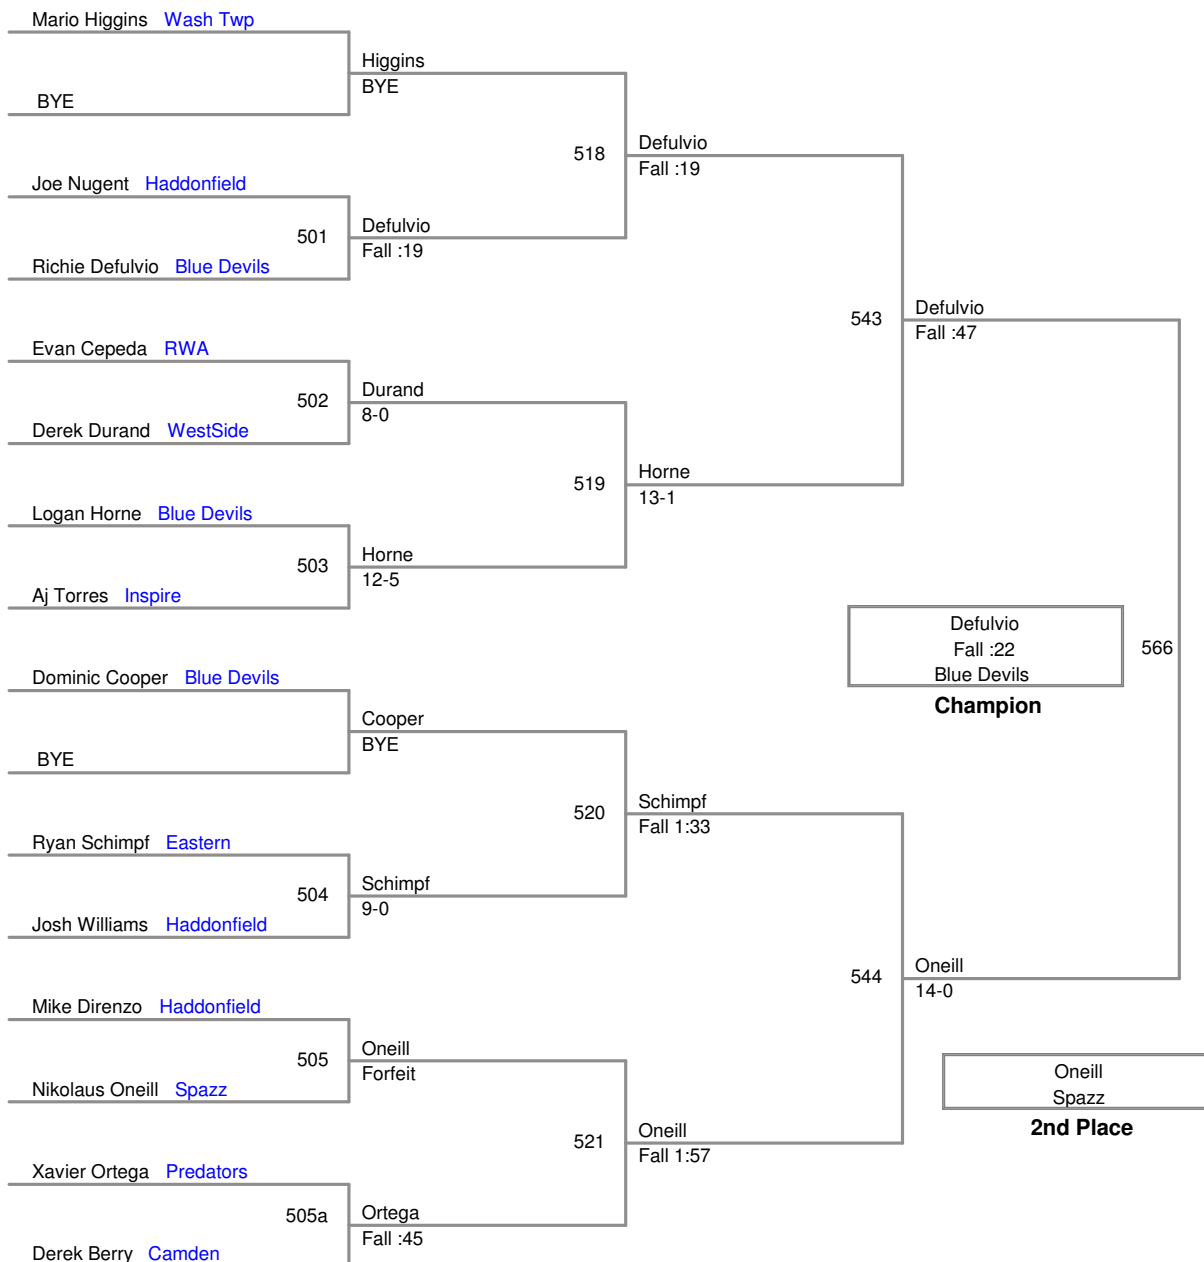 Mario Higgins Wash Twp
Higgins
BYE
BYE
518
Defulvio
Fall :19
Joe Nugent Haddonfield
501
Defulvio
Fall :19
Richie Defulvio Blue Devils
543
Defulvio
Fall :47
Evan Cepeda RWA
502
Durand
8-0
Derek Durand WestSide
519
Horne
13-1
Logan Horne Blue Devils
503
Horne
12-5
Aj Torres Inspire
Defulvio
Fall :22
Blue Devils
Champion
566
Dominic Cooper Blue Devils
Cooper
BYE
BYE
520
Schimpf
Fall 1:33
Ryan Schimpf Eastern
504
Schimpf
9-0
Josh Williams Haddonfield
544
Oneill
14-0
Mike Direnzo Haddonfield
505
Oneill
Forfeit
Nikolaus Oneill Spazz
Oneill
Spazz
2nd Place
521
Oneill
Fall 1:57
Xavier Ortega Predators
505a
Ortega
Fall :45
Derek Berry Camden